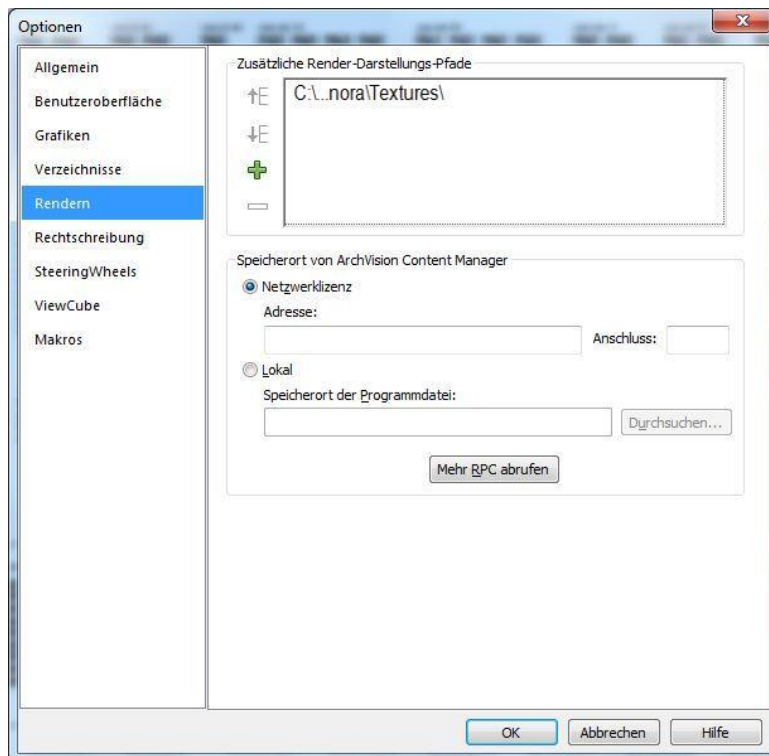 Optionen
Allgemein
Benutzeroberfläche
Grafiken
Verzeichnisse
Rendern
Rechtschreibung
SteeringWheels
ViewCube
Makros
Zusätzliche Render-Darstellungs-Pfade
C:\...nora\Textures\
Speicherort von ArchVision Content Manager
Netzwerklizenz
Adresse:
Anschluss:
Lokal
Speicherort der Programmdatei:
Durchsuchen...
Mehr RPC abrufen
OK Abbrechen Hilfe